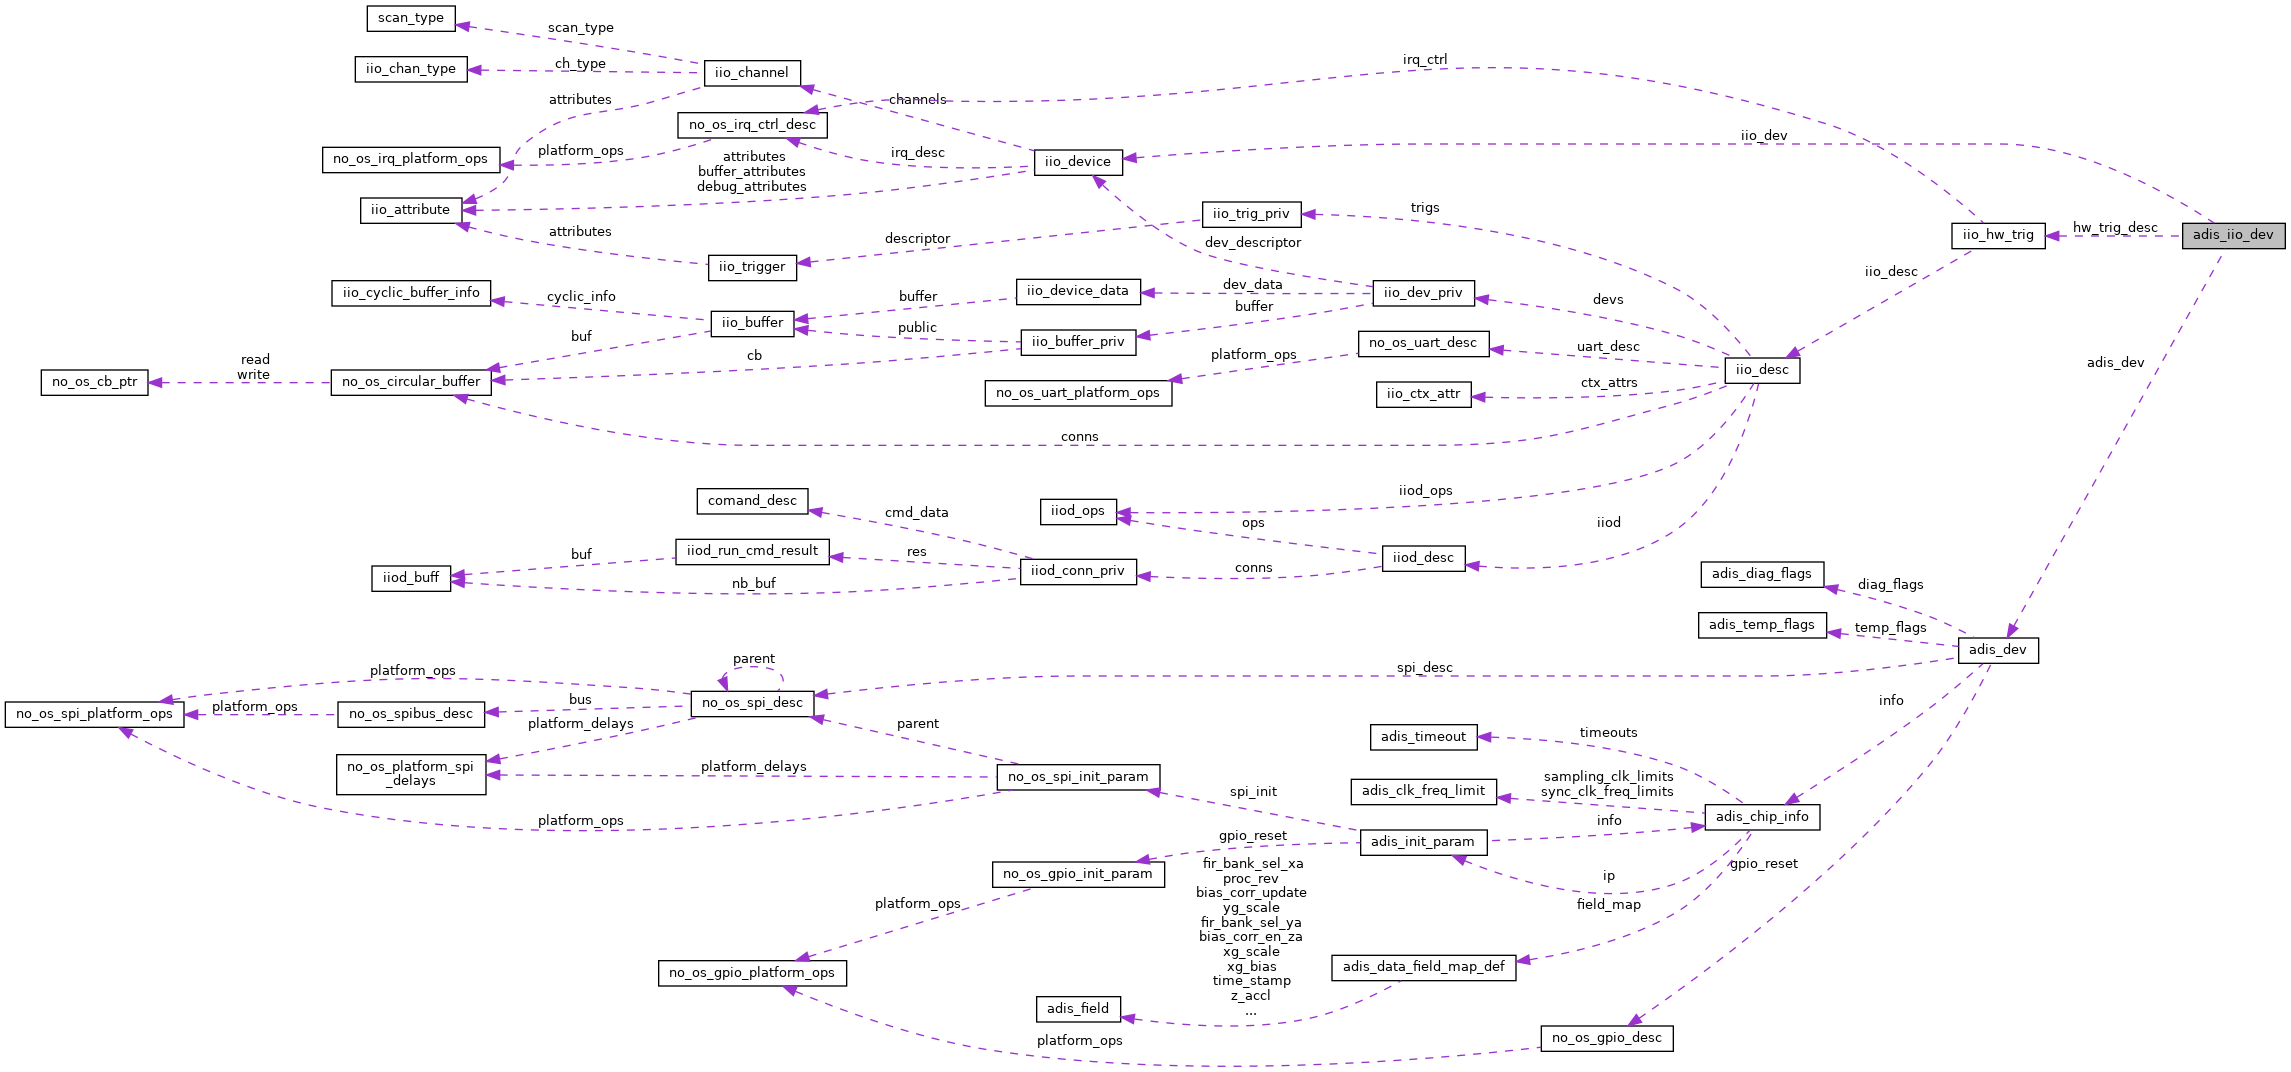 scan_type
scan_type
irq_ctrl
iio_chan_type
ch_type
iio_channel
attributes
channels
no_os_irq_ctrl_desc
iio_dev
no_os_irq_platform_ops
platform_ops
irq_desc
iio_device
attributes
buffer_attributes
debug_attributes
iio_attribute
iio_trig_priv
trigs
attributes
descriptor
dev_descriptor
iio_hw_trig
hw_trig_desc
adis_iio_dev
iio_trigger
iio_desc
iio_cyclic_buffer_info
cyclic_info
buffer
iio_device_data
dev_data
iio_dev_priv
devs
iio_buffer
public
buffer
buf
iio_buffer_priv
no_os_uart_desc
uart_desc
cb
platform_ops
read
write
adis_dev
iio_desc
no_os_cb_ptr
no_os_circular_buffer
no_os_uart_platform_ops
iio_ctx_attr
ctx_attrs
conns
comand_desc
cmd_data
iiod_ops
iiod_ops
ops
iiod
buf
iiod_run_cmd_result
res
iiod_desc
iiod_buff
nb_buf
iiod_conn_priv
conns
adis_diag_flags
diag_flags
adis_temp_flags
temp_flags
adis_dev
parent
platform_ops
spi_desc
no_os_spi_platform_ops
platform_ops
no_os_spibus_desc
bus
no_os_spi_desc
info
platform_delays
parent
adis_timeout
timeouts
no_os_platform_spi
_delays
platform_delays
no_os_spi_init_param
sampling_clk_limits
sync_clk_freq_limits
spi_init
adis_clk_freq_limit
platform_ops
info
adis_chip_info
gpio_reset
adis_init_param
fir_bank_sel_xa
proc_rev
bias_corr_update
yg_scale
fir_bank_sel_ya
bias_corr_en_za
xg_scale
xg_bias
time_stamp
z_accl
...
gpio_reset
no_os_gpio_init_param
ip
platform_ops
field_map
no_os_gpio_platform_ops
adis_data_field_map_def
adis_field
platform_ops
no_os_gpio_desc